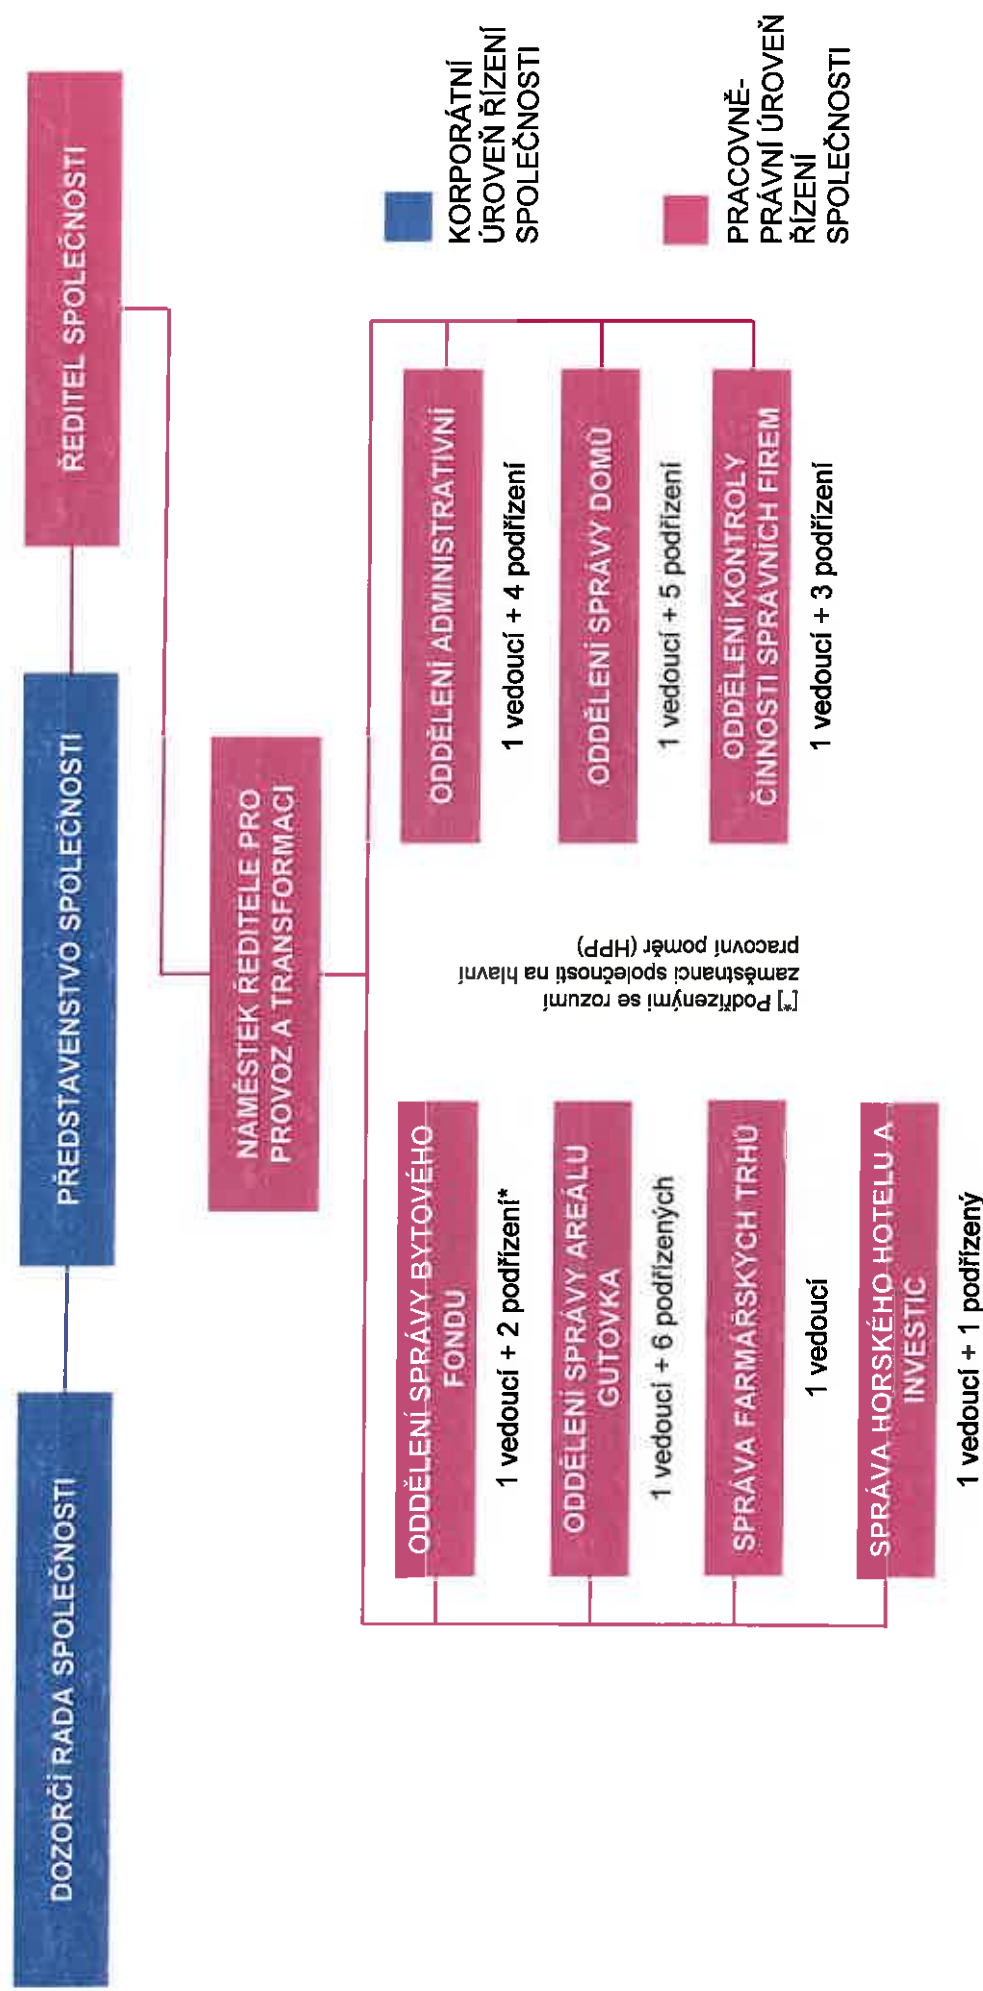 DOZORČÍ RADA SPOLEČNOSTI
PŘEDSTAVENSTVO SPOLEČNOSTI
ŘEDITEL SPOLEČNOSTI
NÁMĚSTEK ŘEDITELE PRO
PROVOZ A TRANSFORMACI
ODDĚLENÍ SPRÁVY BYTOVÉHO
FONDU
1 vedoucí + 2 podřízení*
ODDĚLENÍ SPRÁVY AREÁLU
GUTOVKA
1 vedoucí + 6 podřízených
SPRÁVA FARMÁŘSKÝCH TRHŮ
1 vedoucí
SPRÁVA HORSKÉHO HOTELU A
INVESTIC
1 vedoucí + 1 podřízený
[*] Podřízenými se rozumí
zaměstnanci společnosti na hlavní
pracovní poměr (HPP)
ODDĚLENÍ ADMINISTRATIVNÍ
1 vedoucí + 4 podřízení
ODDĚLENÍ SPRÁVY DOMŮ
1 vedoucí + 5 podřízení
ODDĚLENÍ KONTROLY
ČINNOSTI SPRÁVNÍCH FIREM
1 vedoucí + 3 podřízení
KORPORÁTNÍ
ÚROVEŇ ŘÍZENÍ
SPOLEČNOSTI
PRACOVNĚ-
PRÁVNÍ ÚROVEŇ
ŘÍZENÍ
SPOLEČNOSTI